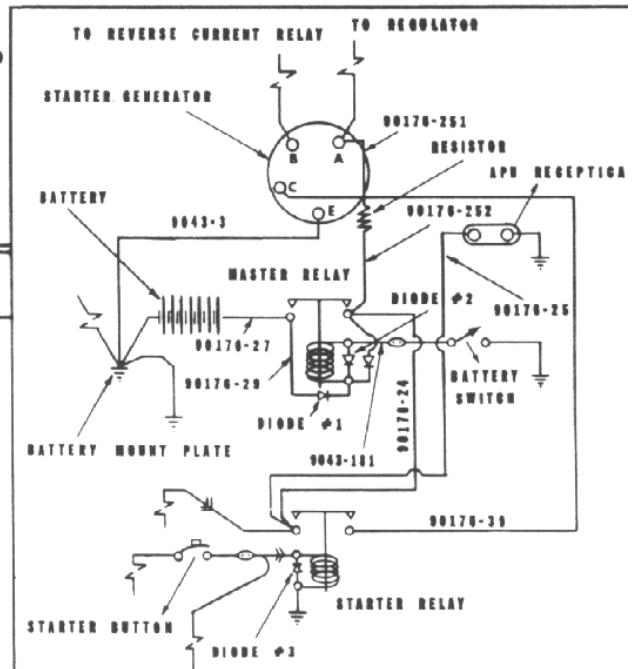 TO REVERSE CURRENT RELAY
TO REGULATOR
STARTER GENERATOR
90176-251
RESISTOR
B
A
APU RECEPTICA
BATTERY
C
E
9043-3
90176-252
MASTER RELAY
DIODE #2
90176-25
90176-27
90176-29
BATTERY
SWITCH
DIODE #1
90176-24
BATTERY MOUNT PLATE
9043-181
90176-39
STARTER RELAY
STARTER BUTTON
DIODE #3